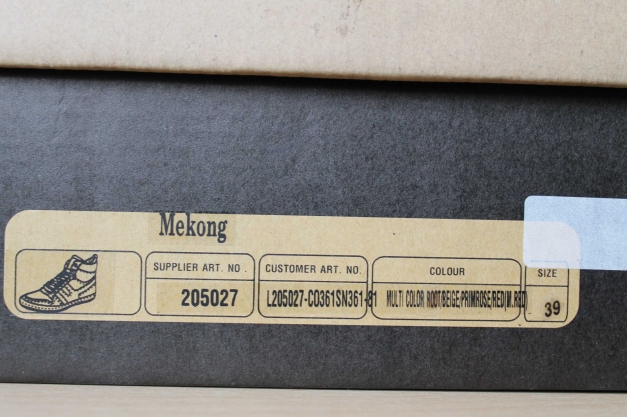 Mekong
SUPPLIER ART. NO. CUSTOMER ART. NO. COLOUR SIZE
205027 L205027-C0361SN361-81 MULTI COLOR ROOT/BEIGE/PRIMROSE/RED(M.RED) 39